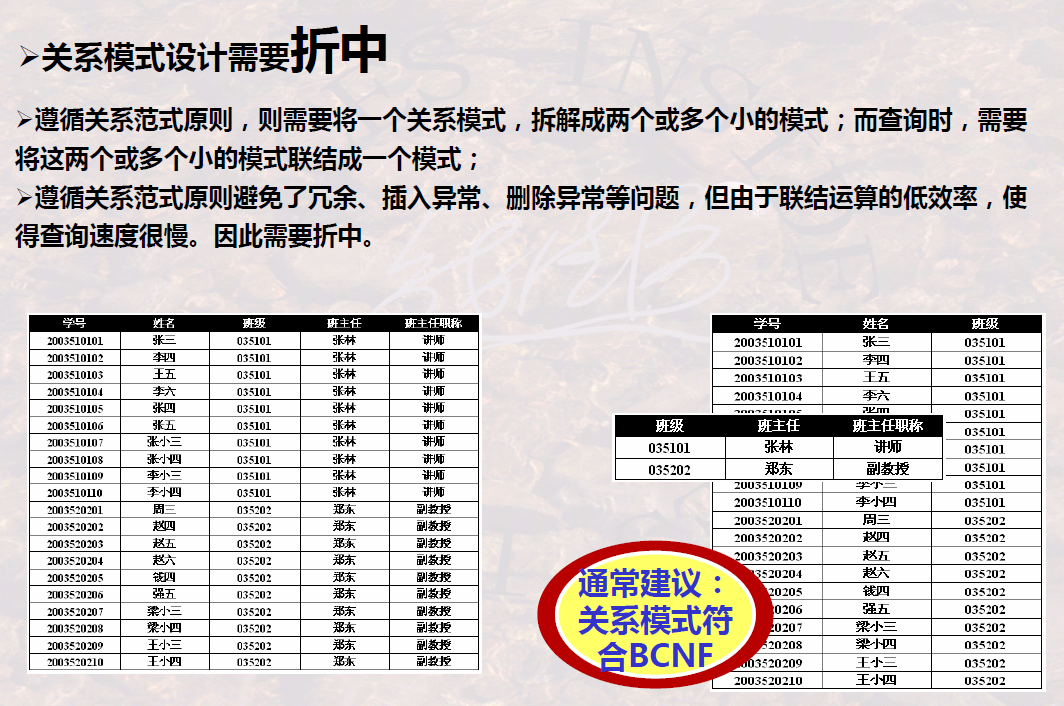 ➢关系模式设计需要折中
➢遵循关系范式原则，则需要将一个关系模式，拆解成两个或多个小的模式；而查询时，需要
将这两个或多个小的模式联结成一个模式；
➢遵循关系范式原则避免了冗余、插入异常、删除异常等问题，但由于联结运算的低效率，使
得查询速度很慢。因此需要折中。
学号 姓名 班级 班主任 班主任职称
2003510101 张三 035101 张林 讲师
2003510102 李四 035101 张林 讲师
2003510103 王五 035101 张林 讲师
2003510104 李六 035101 张林 讲师
2003510105 张四 035101 张林 讲师
2003510106 张五 035101 张林 讲师
2003510107 张小三 035101 张林 讲师
2003510108 张小四 035101 张林 讲师
2003510109 李小三 035101 张林 讲师
2003510110 李小四 035101 张林 讲师
2003520201 周三 035202 郑东 副教授
2003520202 赵四 035202 郑东 副教授
2003520203 赵五 035202 郑东 副教授
2003520204 赵六 035202 郑东 副教授
2003520205 钱四 035202 郑东 副教授
2003520206 强五 035202 郑东 副教授
2003520207 梁小三 035202 郑东 副教授
2003520208 梁小四 035202 郑东 副教授
2003520209 王小三 035202 郑东 副教授
2003520210 王小四 035202 郑东 副教授
学号 姓名 班级
2003510101 张三 035101
2003510102 李四 035101
2003510103 王五 035101
2003510104 李六 035101
035101
035101
035101
035101
2003510109 李小三 035101
2003510110 李小四 035101
2003520201 周三 035202
2003520202 赵四 035202
2003520203 赵五 035202
520204 赵六 035202
20205 钱四 035202
0206 强五 035202
0207 梁小三 035202
20208 梁小四 035202
520209 王小三 035202
2003520210 王小四 035202
班级 班主任 班主任职称
035101 张林 讲师
035202 郑东 副教授
通常建议：
关系模式符
合BCNF